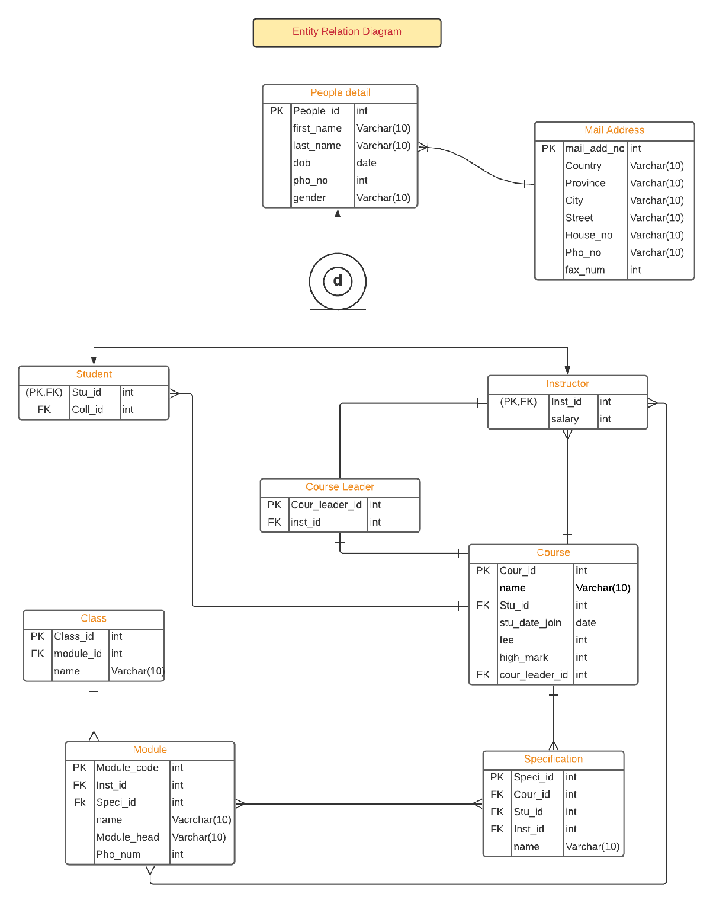 Entity Relation Diagram
People detail
PK People_id int
first_name Varchar(10)
last_name Varchar(10)
dob date
pho_no int
gender Varchar(10)
Mail Address
PK mail_add_no int
Country Varchar(10)
Province Varchar(10)
City Varchar(10)
Street Varchar(10)
House_no Varchar(10)
Pho_no Varchar(10)
fax_num int
d
Student
(PK,FK) Stu_id int
FK Coll_id int
Instructor
(PK,FK) Inst_id int
salary int
Course Leader
PK Cour_leader_id nt
FK inst_id nt
Course
PK Cour_id int
name Varchar(10)
FK Stu_id int
stu_date_join date
fee int
high_mark int
FK cour_leader_id int
Class
PK Class_id int
FK module_id int
name Varchar(10)
Module
PK Module_code int
FK Inst_id int
Fk Speci_id int
name Vacrchar(10)
Module_head Varchar(10)
Pho_num int
Specification
PK Speci_id int
FK Cour_id int
FK Stu_id int
FK Inst_id int
name Varchar(10)